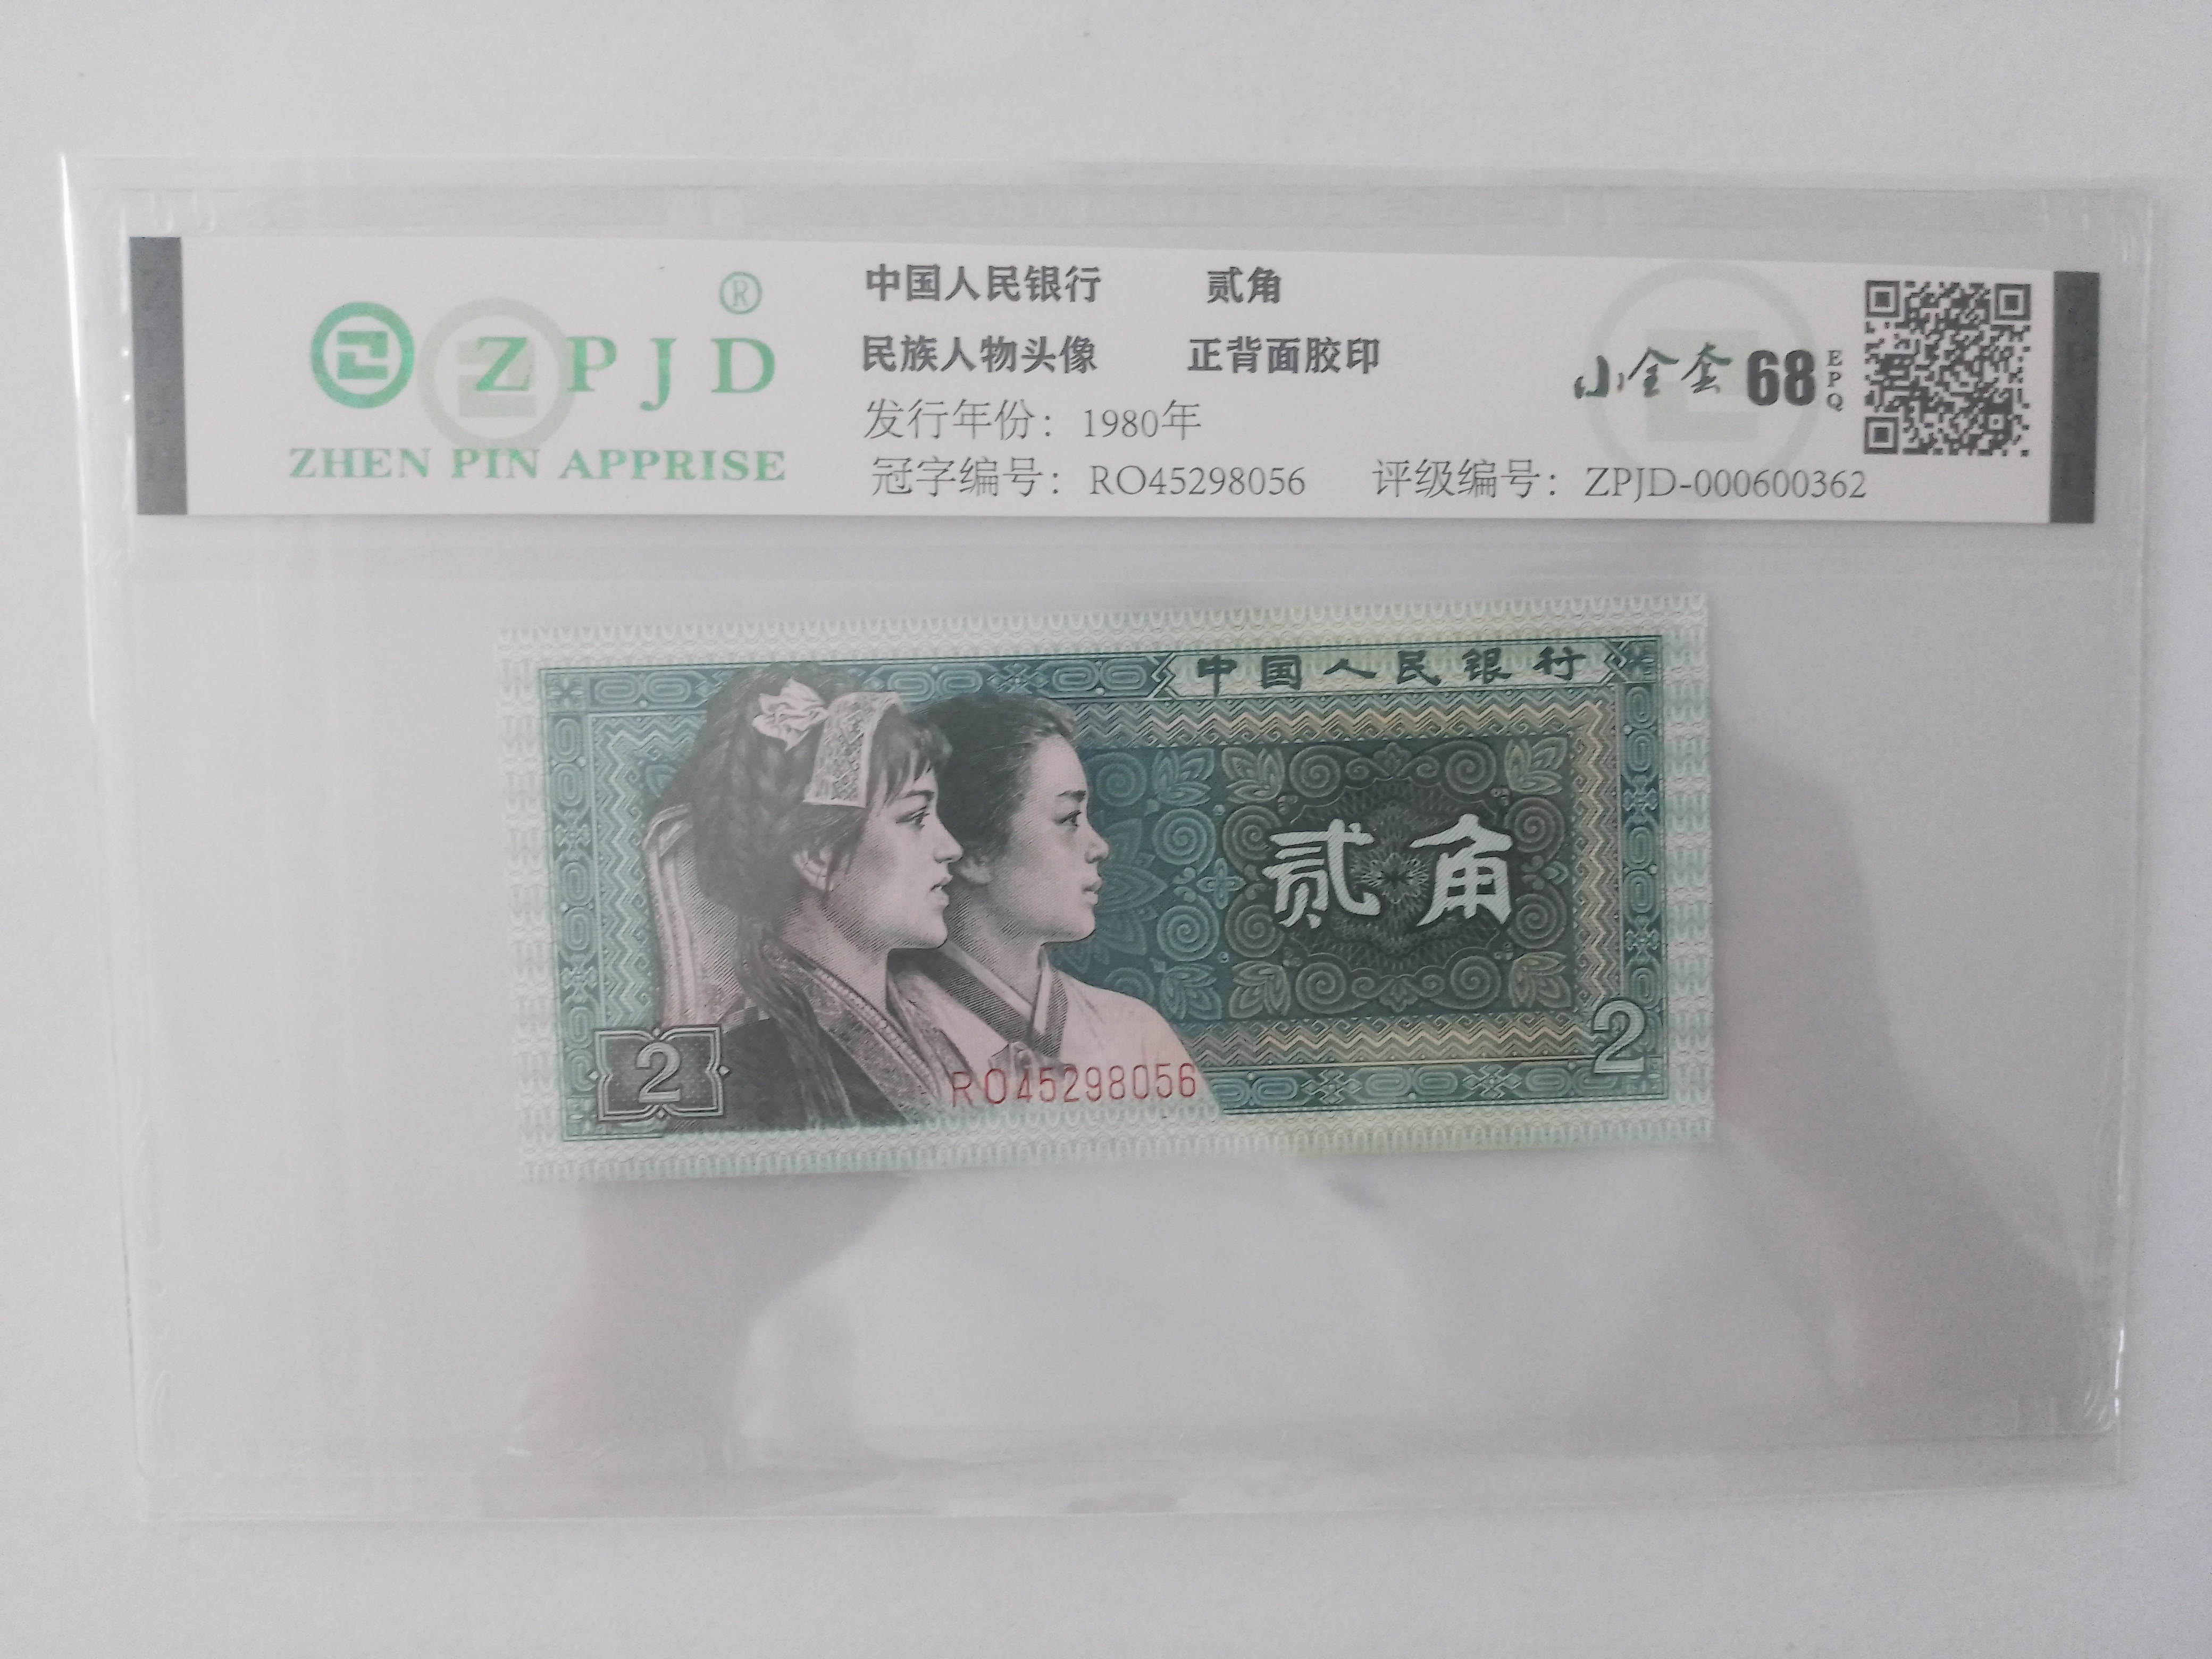 ®
ZPJD
ZHEN PIN APPRISE
中国人民银行 贰角
民族人物头像 正背面胶印
发行年份：1980年
冠字编号：RO45298056 评级编号：ZPJD-000600362
小全套 68 EPQ
中国人民银行
贰角
2
2
RO45298056